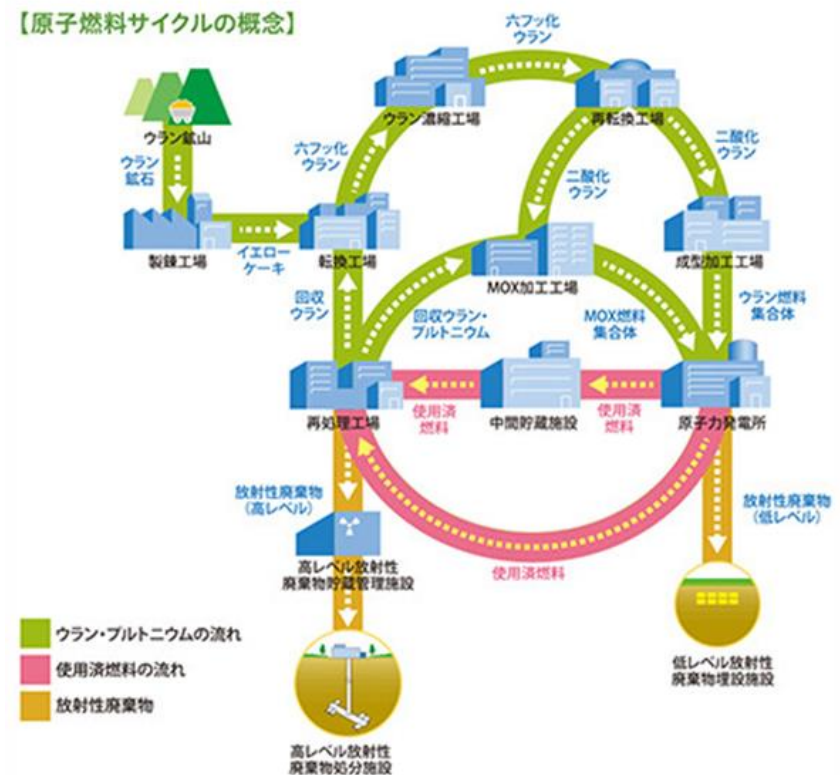 【原子燃料サイクルの概念】
六フッ化
ウラン
ウラン鉱山
ウラン濃縮工場
再転換工場
ウラン
鉱石
六フッ化
ウラン
二酸化
ウラン
二酸化
ウラン
製錬工場
イエロー
ケーキ
転換工場
MOX加工工場
成型加工工場
回収
ウラン
回収ウラン・
プルトニウム
MOX燃料
集合体
ウラン燃料
集合体
再処理工場
使用済
燃料
中間貯蔵施設
使用済
燃料
原子力発電所
放射性廃棄物
（高レベル）
放射性廃棄物
（低レベル）
高レベル放射性
廃棄物貯蔵管理施設
使用済燃料
ウラン・プルトニウムの流れ
使用済燃料の流れ
放射性廃棄物
低レベル放射性
廃棄物埋設施設
高レベル放射性
廃棄物処分施設